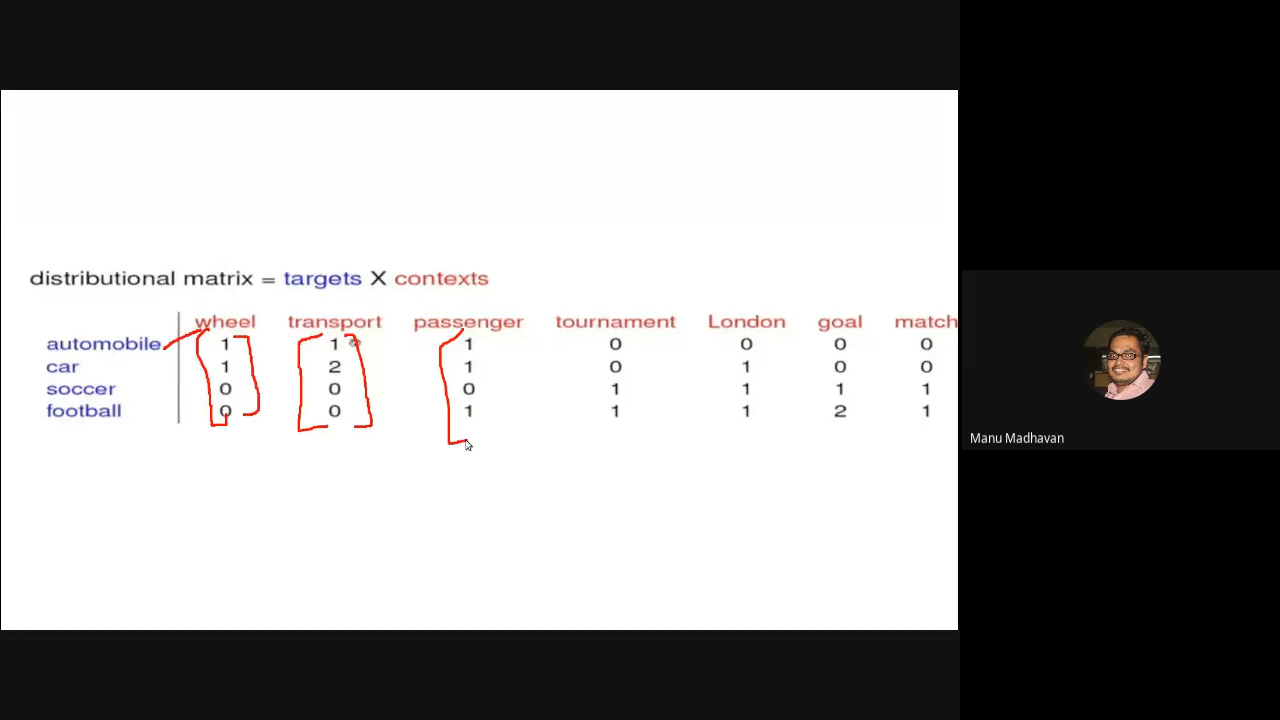 distributional matrix = targets X contexts
wheel transport passenger tournament London goal match
automobile 1 1 1 0 0 0 0
car 1 2 1 0 1 0 0
soccer 0 0 0 1 1 1 1
football 0 0 1 1 1 2 1
Manu Madhavan